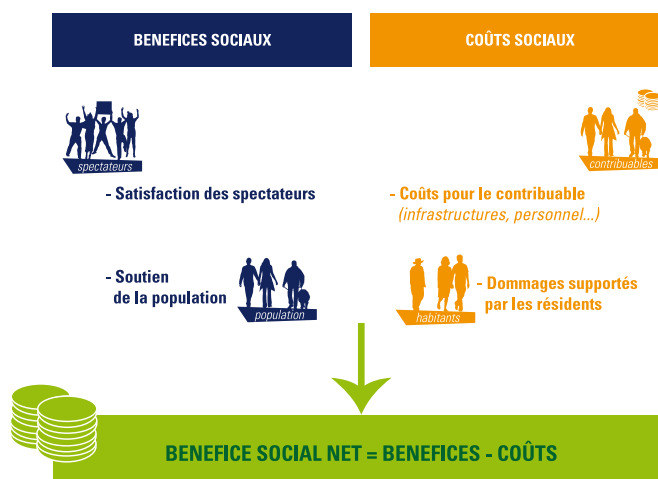 BENEFICES SOCIAUX
COÛTS SOCIAUX
spectateurs
contribuables
- Satisfaction des spectateurs
- Coûts pour le contribuable
(infrastructures, personnel...)
- Soutien
de la population
population
habitants
- Dommages supportés
par les résidents
BENEFICE SOCIAL NET = BENEFICES - COÛTS